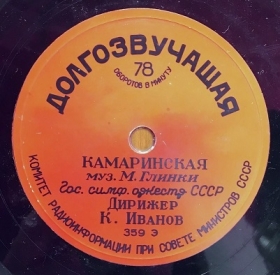 ДОЛГОЗВУЧАЩАЯ
78
ОБОРОТОВ В МИНУТУ
КАМАРИНСКАЯ
муз. М. Глинки
Гос. симф. оркестр СССР
Дирижер
К. Иванов
359 Э
КОМИТЕТ РАДИОИНФОРМАЦИИ ПРИ СОВЕТЕ МИНИСТРОВ СССР